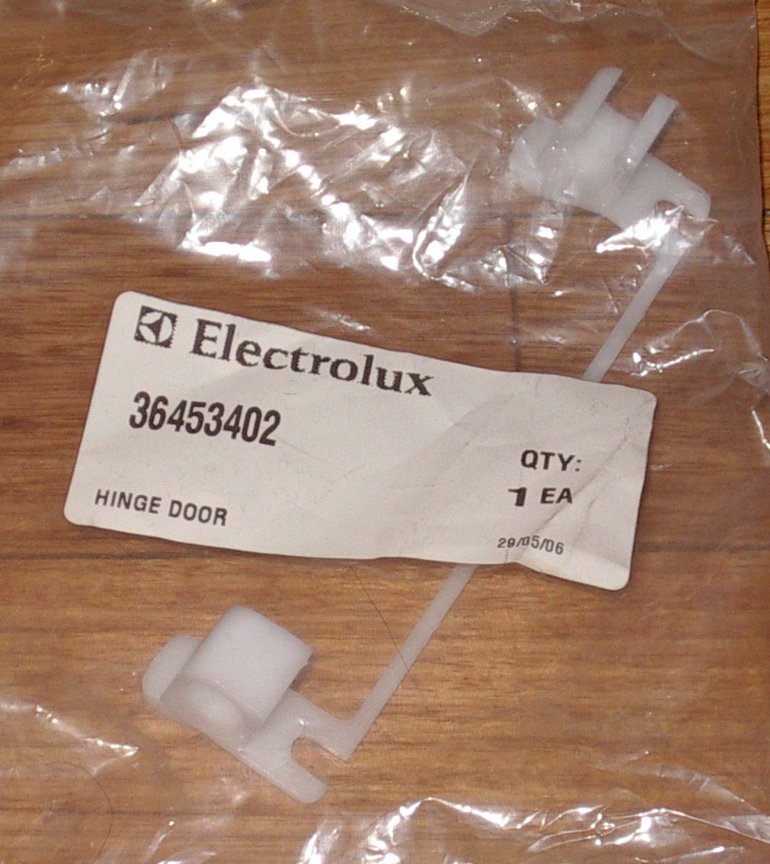 Electrolux
36453402
HINGE DOOR
QTY:
1 EA
29/05/06